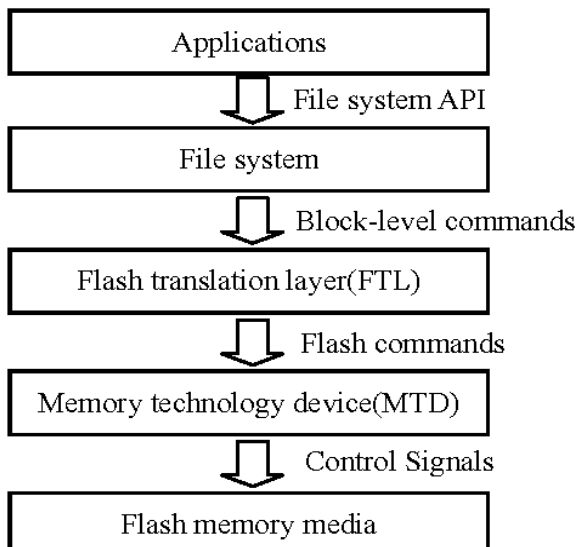 Applications
File system API
File system
Block-level commands
Flash translation layer(FTL)
Flash commands
Memory technology device(MTD)
Control Signals
Flash memory media